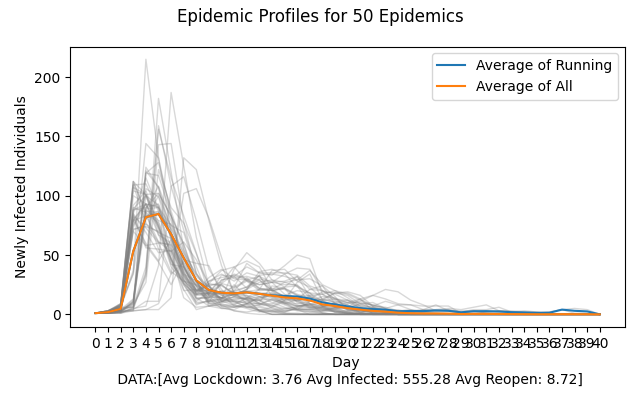 Epidemic Profiles for 50 Epidemics
Average of Running
Average of All
Newly Infected Individuals
200
150
100
50
0
0 1 2 3 4 5 6 7 8 9 10 11 12 13 14 15 16 17 18 19 20 21 22 23 24 25 26 27 28 29 30 31 32 33 34 35 36 37 38 39 40
Day
DATA:[Avg Lockdown: 3.76 Avg Infected: 555.28 Avg Reopen: 8.72]